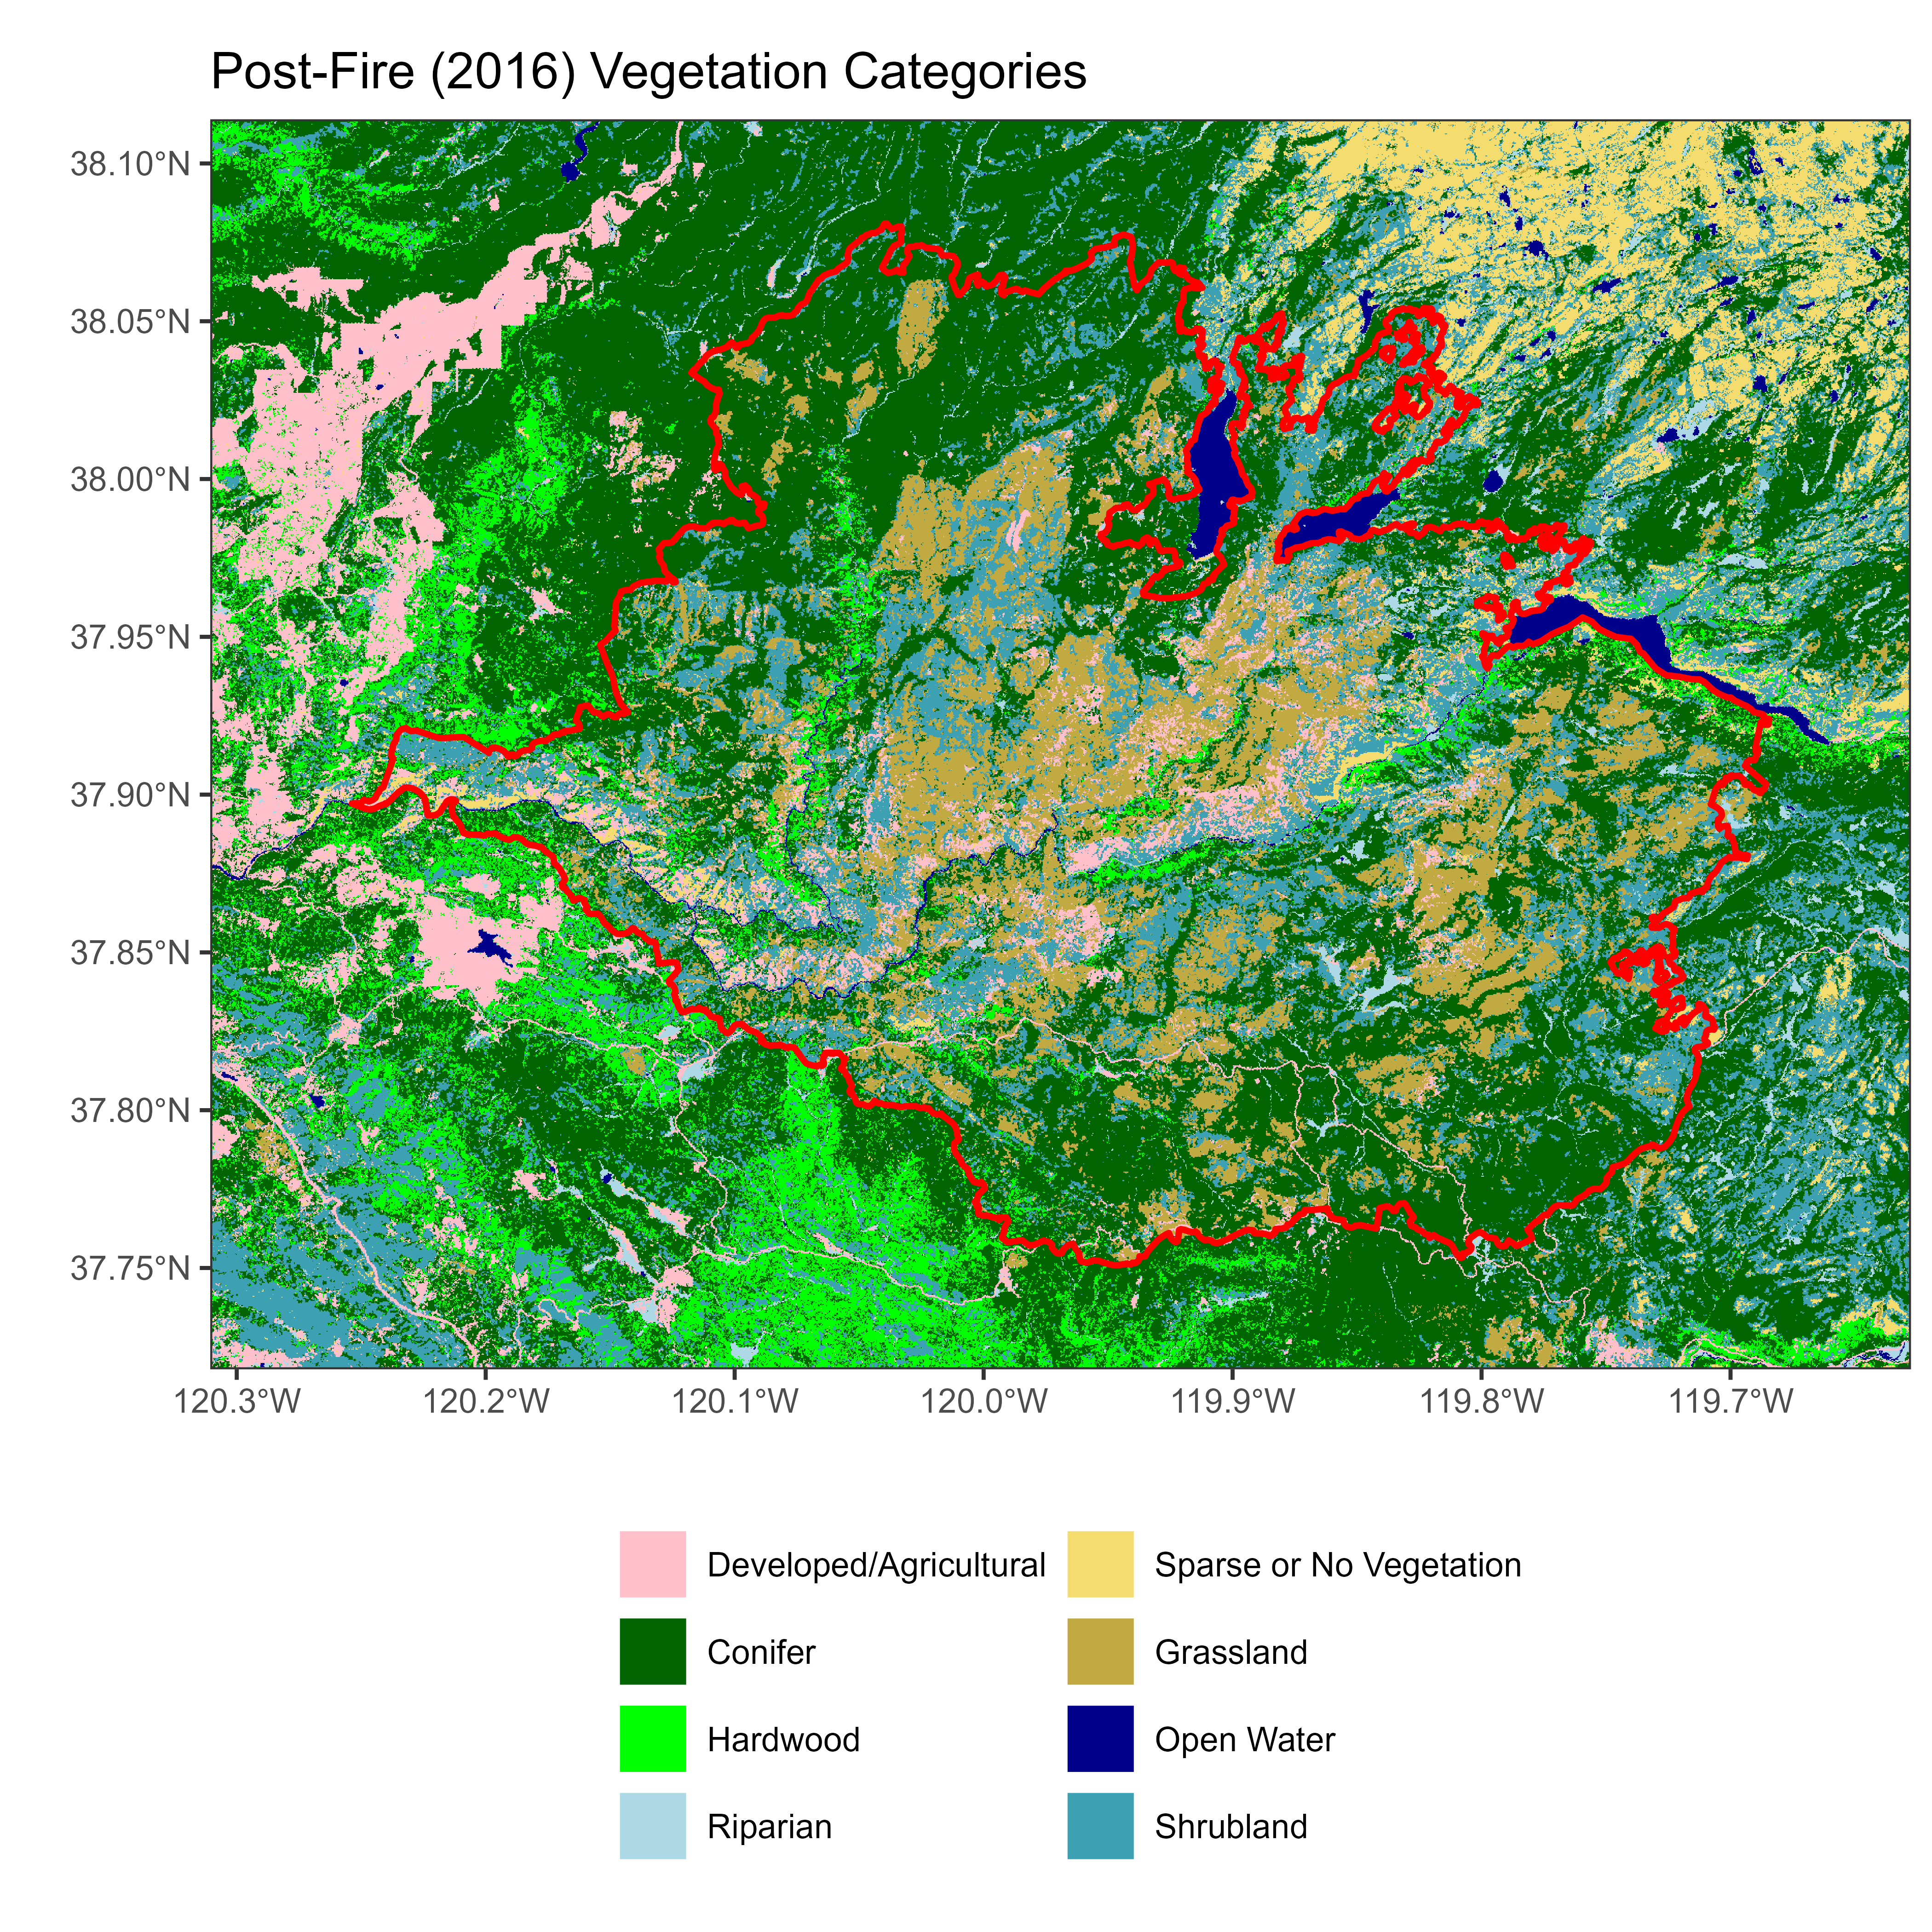 Post-Fire (2016) Vegetation Categories
38.10°N
38.05°N
38.00°N
37.95°N
37.90°N
37.85°N
37.80°N
37.75°N
120.3°W 120.2°W 120.1°W 120.0°W 119.9°W 119.8°W 119.7°W
Developed/Agricultural
Conifer
Hardwood
Riparian
Sparse or No Vegetation
Grassland
Open Water
Shrubland